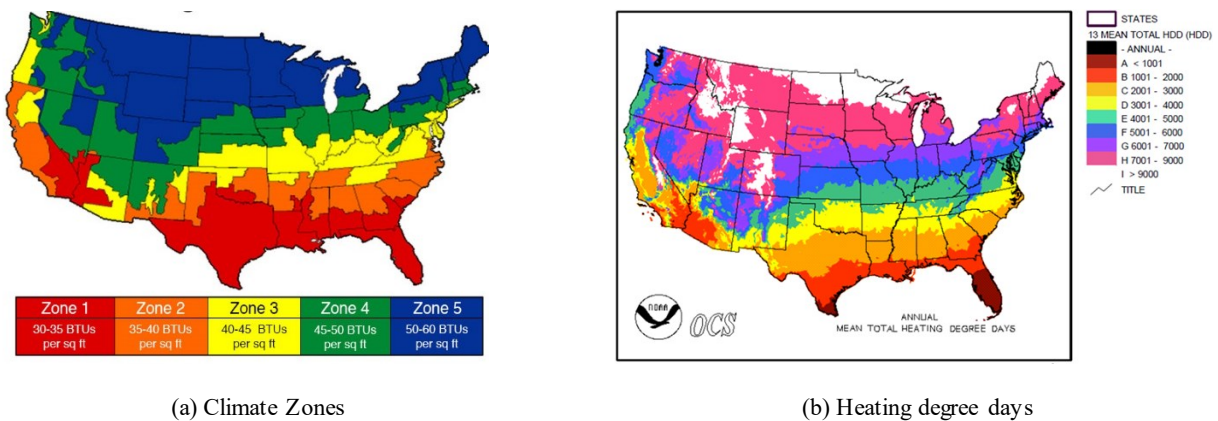 Zone 1 Zone 2 Zone 3 Zone 4 Zone 5
30-35 BTUs 35-40 BTUs 40-45 BTUs 45-50 BTUs 50-60 BTUs
per sq ft per sq ft per sq ft per sq ft per sq ft
(a) Climate Zones
STATES
13 MEAN TOTAL HDD (HDD)
- ANNUAL -
A < 1001
B 1001 - 2000
C 2001 - 3000
D 3001 - 4000
E 4001 - 5000
F 5001 - 6000
G 6001 - 7000
H 7001 - 9000
I > 9000
TITLE
NOAA
OCS
ANNUAL
MEAN TOTAL HEATING DEGREE DAYS
(b) Heating degree days